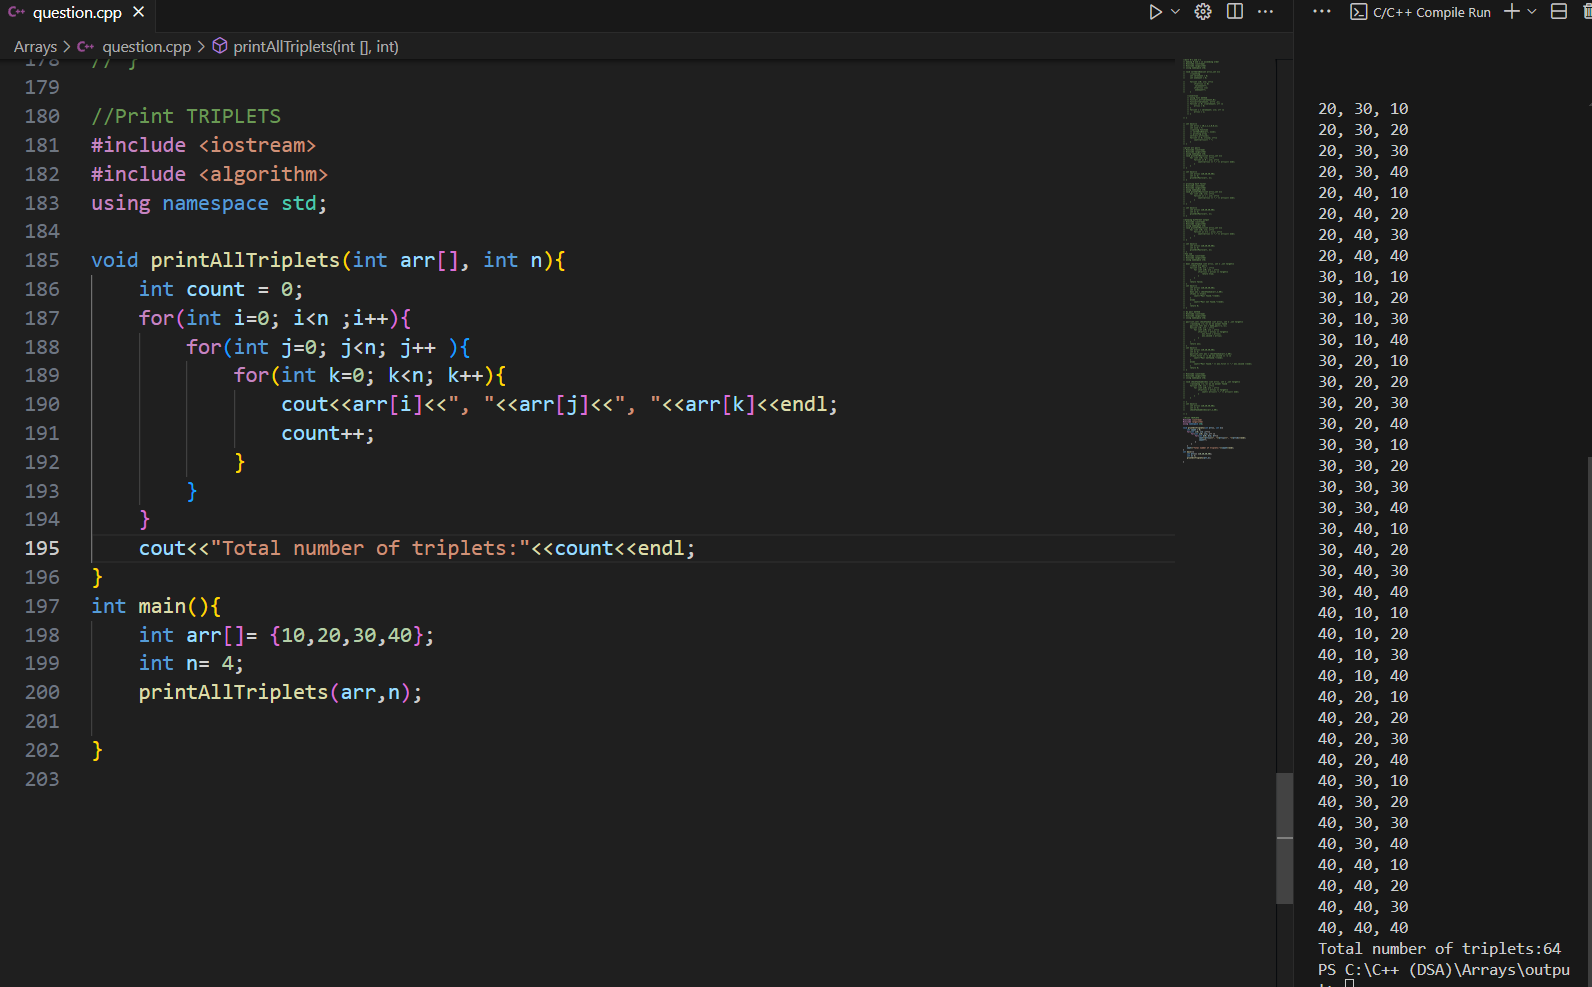 question.cpp
Arrays > question.cpp > printAllTriplets(int [], int)
178 // }
179
180 //Print TRIPLETS
181 #include <iostream>
182 #include <algorithm>
183 using namespace std;
184
185 void printAllTriplets(int arr[], int n){
186 int count = 0;
187 for(int i=0; i<n ;i++){
188 for(int j=0; j<n; j++ ){
189 for(int k=0; k<n; k++){
190 cout<<arr[i]<<", "<<arr[j]<<", "<<arr[k]<<endl;
191 count++;
192 }
193 }
194 }
195 cout<<"Total number of triplets:"<<count<<endl;
196 }
197 int main(){
198 int arr[]= {10,20,30,40};
199 int n= 4;
200 printAllTriplets(arr,n);
201
202 }
203
C/C++ Compile Run
20, 30, 10
20, 30, 20
20, 30, 30
20, 30, 40
20, 40, 10
20, 40, 20
20, 40, 30
20, 40, 40
30, 10, 10
30, 10, 20
30, 10, 30
30, 10, 40
30, 20, 10
30, 20, 20
30, 20, 30
30, 20, 40
30, 30, 10
30, 30, 20
30, 30, 30
30, 30, 40
30, 40, 10
30, 40, 20
30, 40, 30
30, 40, 40
40, 10, 10
40, 10, 20
40, 10, 30
40, 10, 40
40, 20, 10
40, 20, 20
40, 20, 30
40, 20, 40
40, 30, 10
40, 30, 20
40, 30, 30
40, 30, 40
40, 40, 10
40, 40, 20
40, 40, 30
40, 40, 40
Total number of triplets:64
PS C:\C++ (DSA)\Arrays\outpu